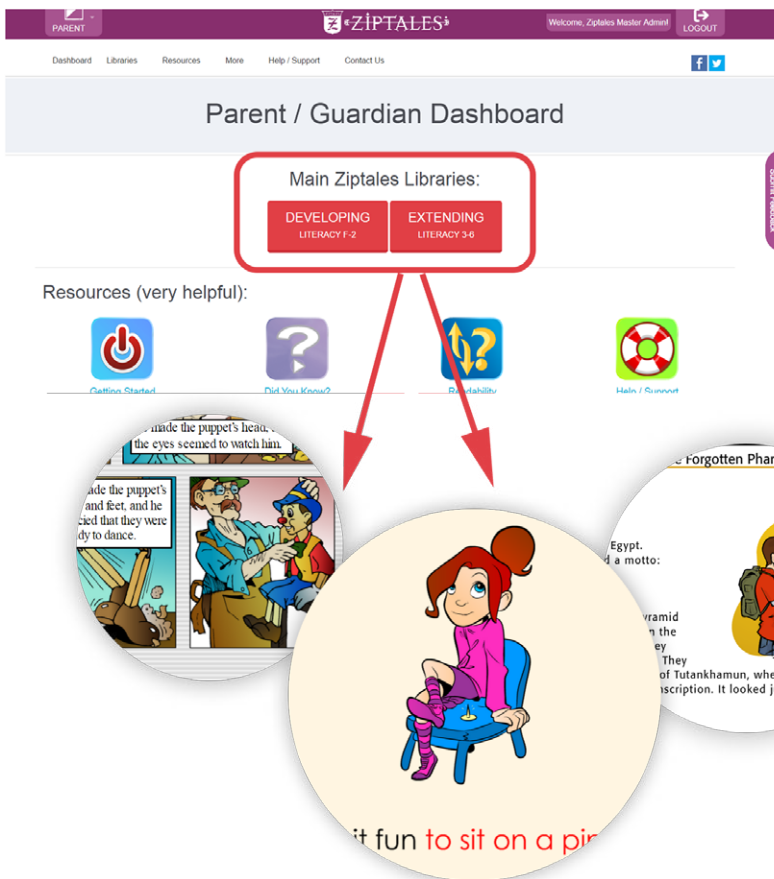 PARENT
ZIPTALES
Welcome, Ziptales Master Admin!
LOGOUT
Dashboard Libraries Resources More Help / Support Contact Us
Parent / Guardian Dashboard
Main Ziptales Libraries:
DEVELOPING
LITERACY F-2
EXTENDING
LITERACY 3-6
Resources (very helpful):
Getting Started
Did You Know?
Readability
Help / Support
made the puppet's head,
the eyes seemed to watch him.
made the puppet's
and feet, and he
cied that they were
dy to dance.
Forgotten Phar
Egypt.
d a motto:
yramid
n the
ey
They
of Tutankhamun, whe
nscription. It looked j
it fun to sit on a pin